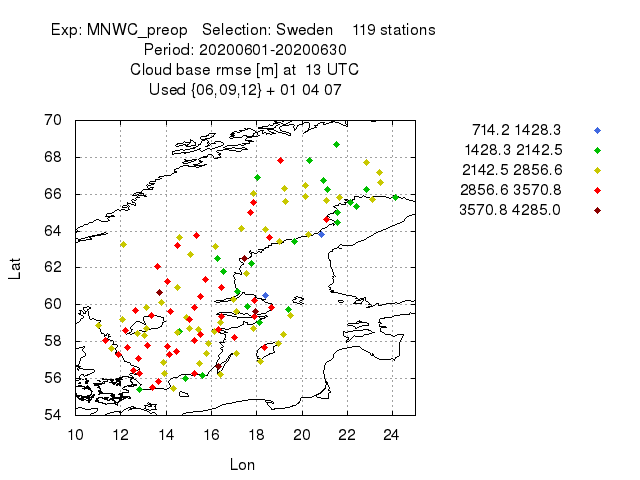 Exp: MNWC_preop   Selection: Sweden    119 stations
Period: 20200601-20200630
Cloud base rmse [m] at  13 UTC
Used {06,09,12} + 01 04 07
714.2 1428.3
1428.3 2142.5
2142.5 2856.6
2856.6 3570.8
3570.8 4285.0
70
68
66
64
62
60
58
56
54
Lat
10 12 14 16 18 20 22 24
Lon